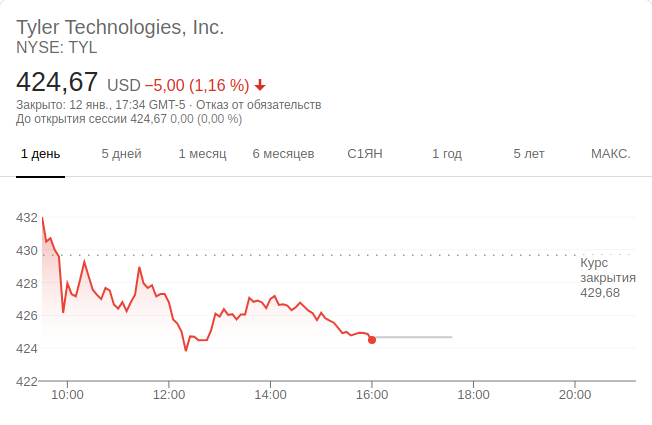 Tyler Technologies, Inc.
NYSE: TYL
424,67 USD −5,00 (1,16 %)
Закрыто: 12 янв., 17:34 GMT-5 · Отказ от обязательств
До открытия сессии 424,67 0,00 (0,00 %)
1 день 5 дней 1 месяц 6 месяцев С1ЯН 1 год 5 лет МАКС.
432
430
Курс
закрытия
429,68
428
426
424
422
10:00 12:00 14:00 16:00 18:00 20:00